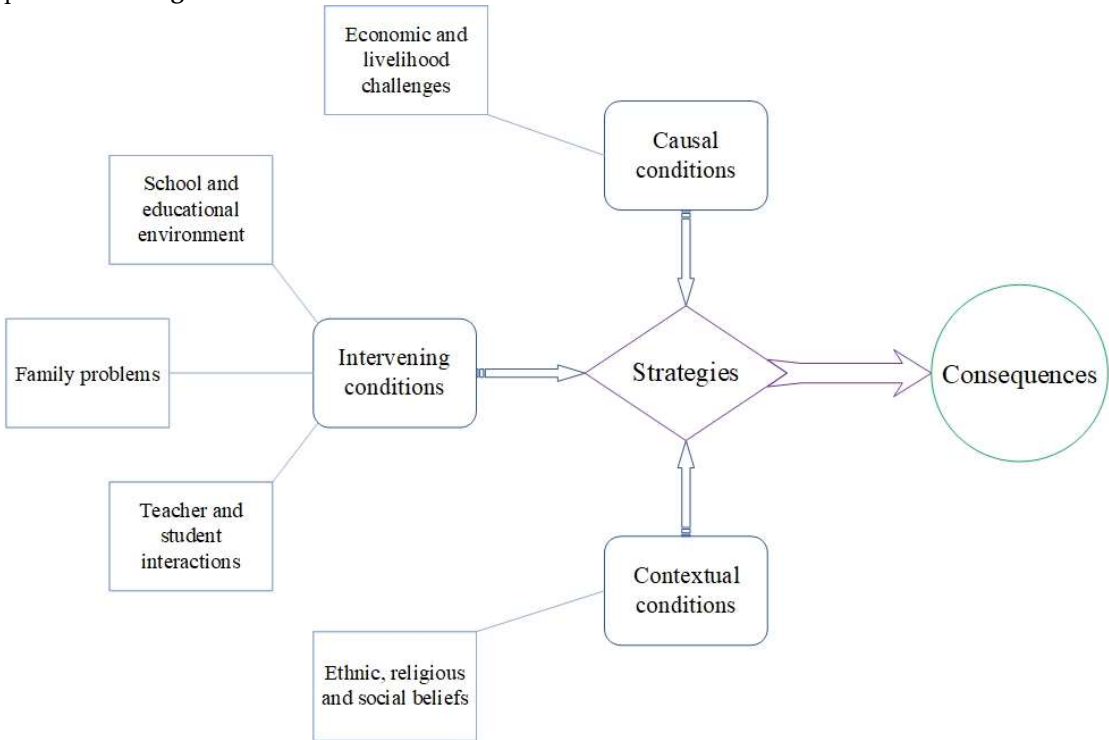 Economic and
livelihood
challenges
Causal
conditions
School and
educational
environment
Family problems
Intervening
conditions
Strategies
Consequences
Teacher and
student
interactions
Contextual
conditions
Ethnic, religious
and social beliefs